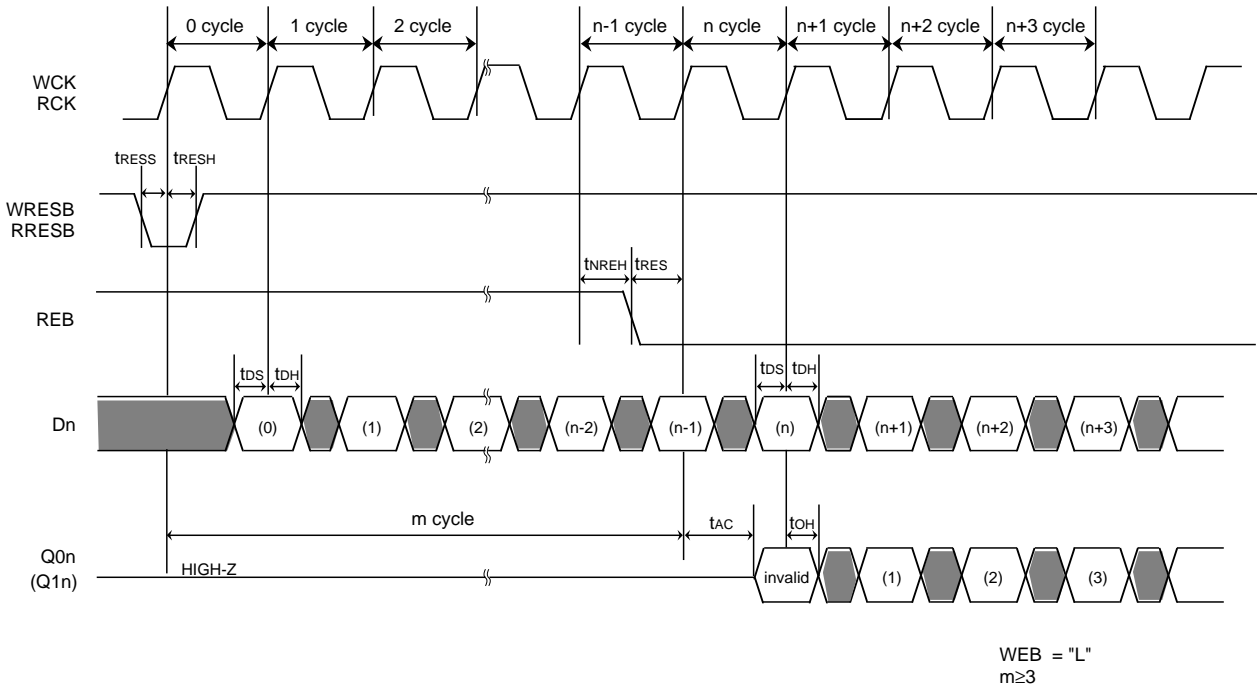 0 cycle 1 cycle 2 cycle n-1 cycle n cycle n+1 cycle n+2 cycle n+3 cycle
WCK
RCK
tRESS tRESH
WRESB
RRESB
tNREH tRES
REB
tDS tDH tDS tDH
Dn (0) (1) (2) (n-2) (n-1) (n) (n+1) (n+2) (n+3)
m cycle tAC tOH
Q0n
(Q1n) HIGH-Z invalid (1) (2) (3)
WEB = "L"
m≥3